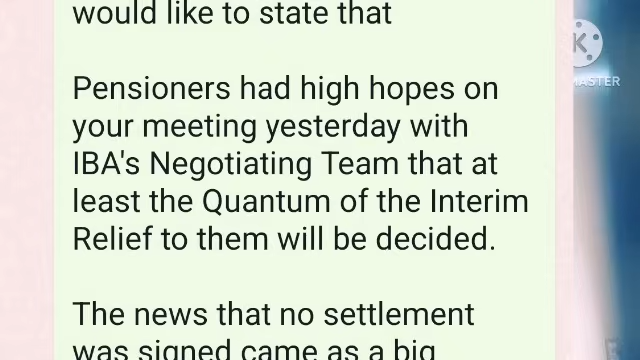 would like to state that
Pensioners had high hopes on
your meeting yesterday with
IBA's Negotiating Team that at
least the Quantum of the Interim
Relief to them will be decided.
The news that no settlement
was signed came as a big
K
MASTER